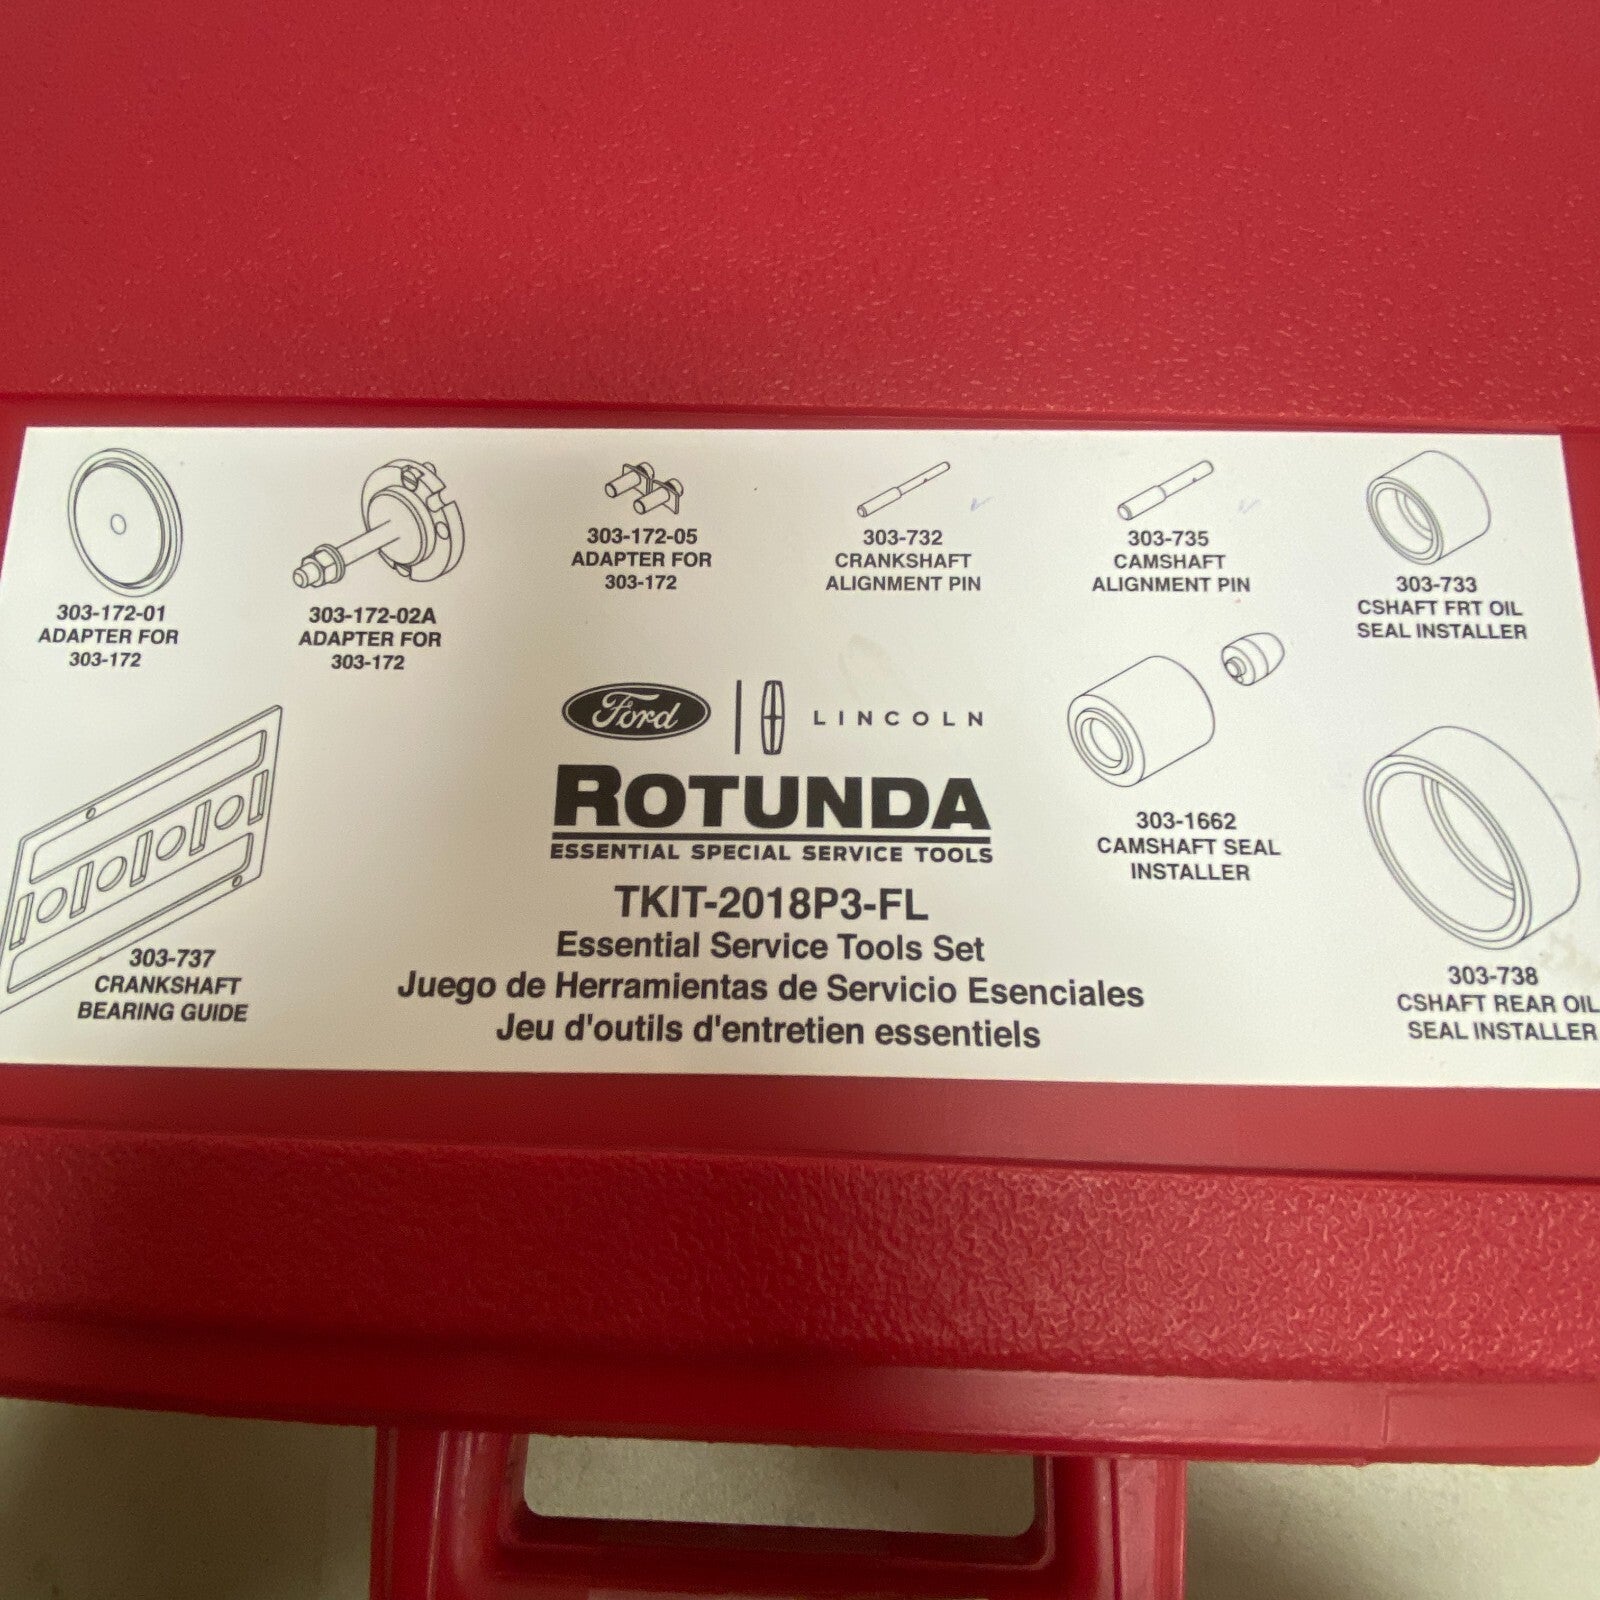 303-172-01
ADAPTER FOR
303-172
303-172-02A
ADAPTER FOR
303-172
303-172-05
ADAPTER FOR
303-172
303-732
CRANKSHAFT
ALIGNMENT PIN
303-735
CAMSHAFT
ALIGNMENT PIN
303-733
CSHAFT FRT OIL
SEAL INSTALLER
303-737
CRANKSHAFT
BEARING GUIDE
Ford
LINCOLN
ROTUNDA
ESSENTIAL SPECIAL SERVICE TOOLS
TKIT-2018P3-FL
Essential Service Tools Set
Juego de Herramientas de Servicio Esenciales
Jeu d'outils d'entretien essentiels
303-1662
CAMSHAFT SEAL
INSTALLER
303-738
CSHAFT REAR OIL
SEAL INSTALLER